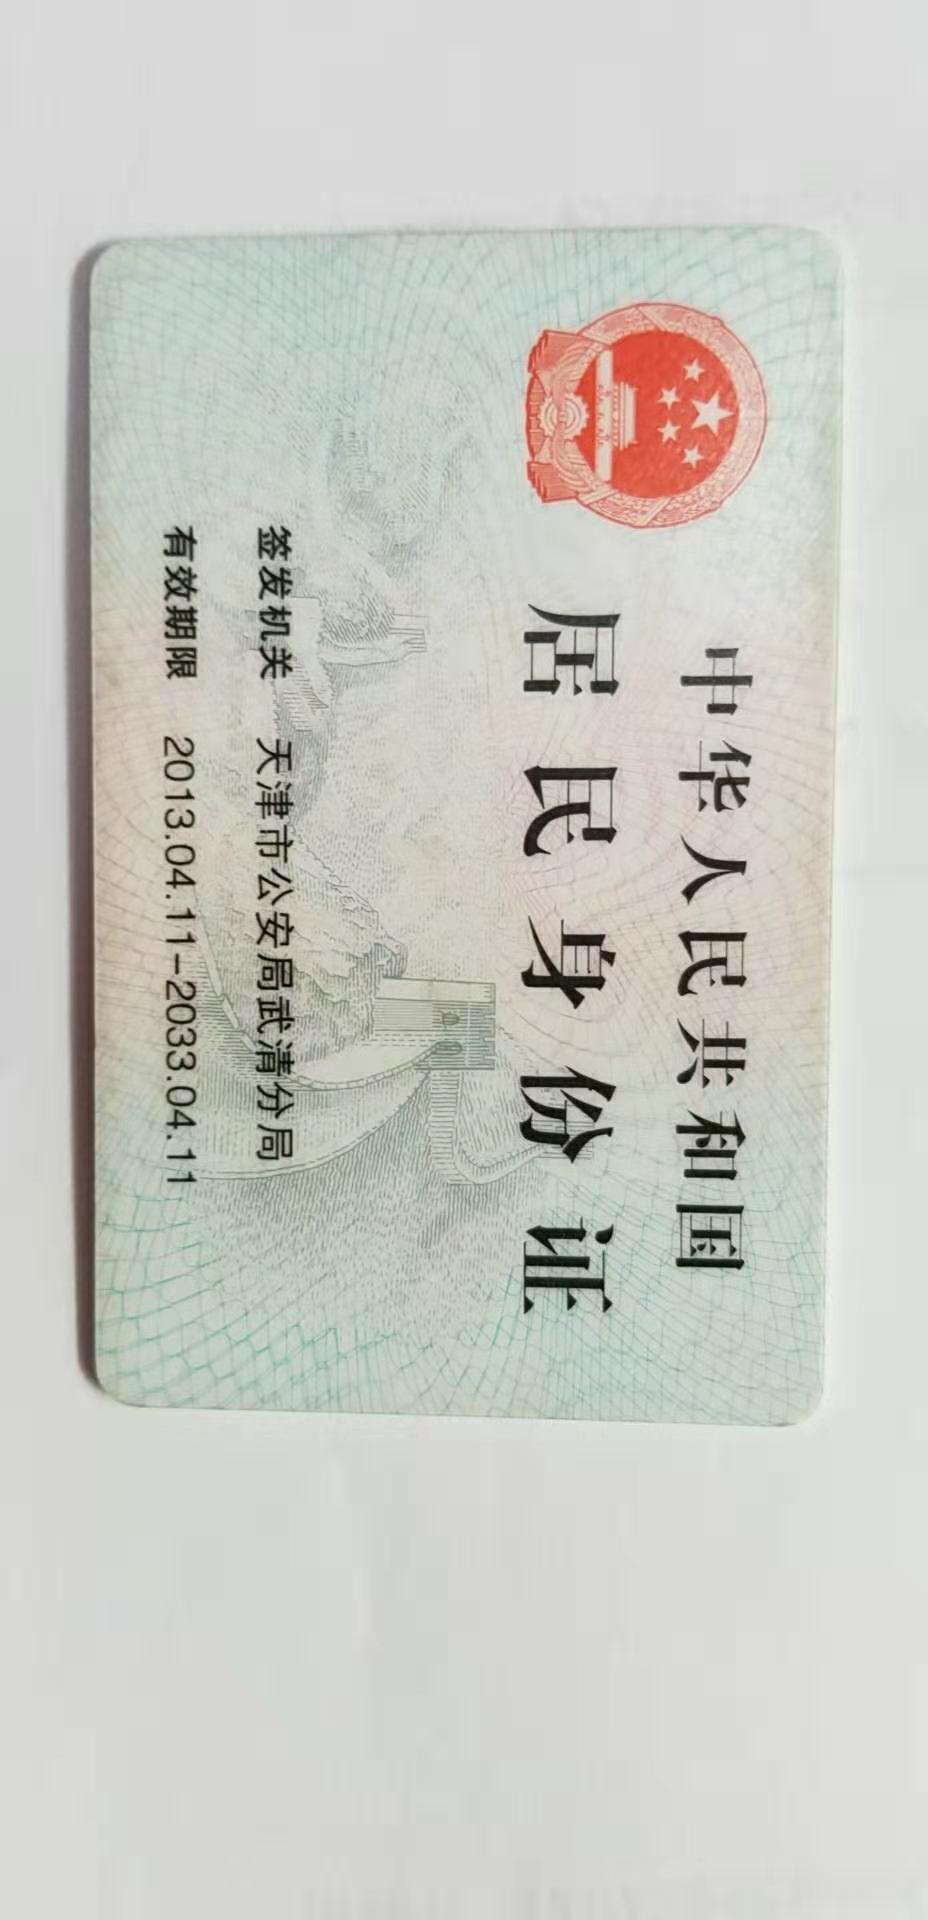 中华人民共和国
居民身份证
签发机关 天津市公安局武清分局
有效期限 2013.04.11-2033.04.11